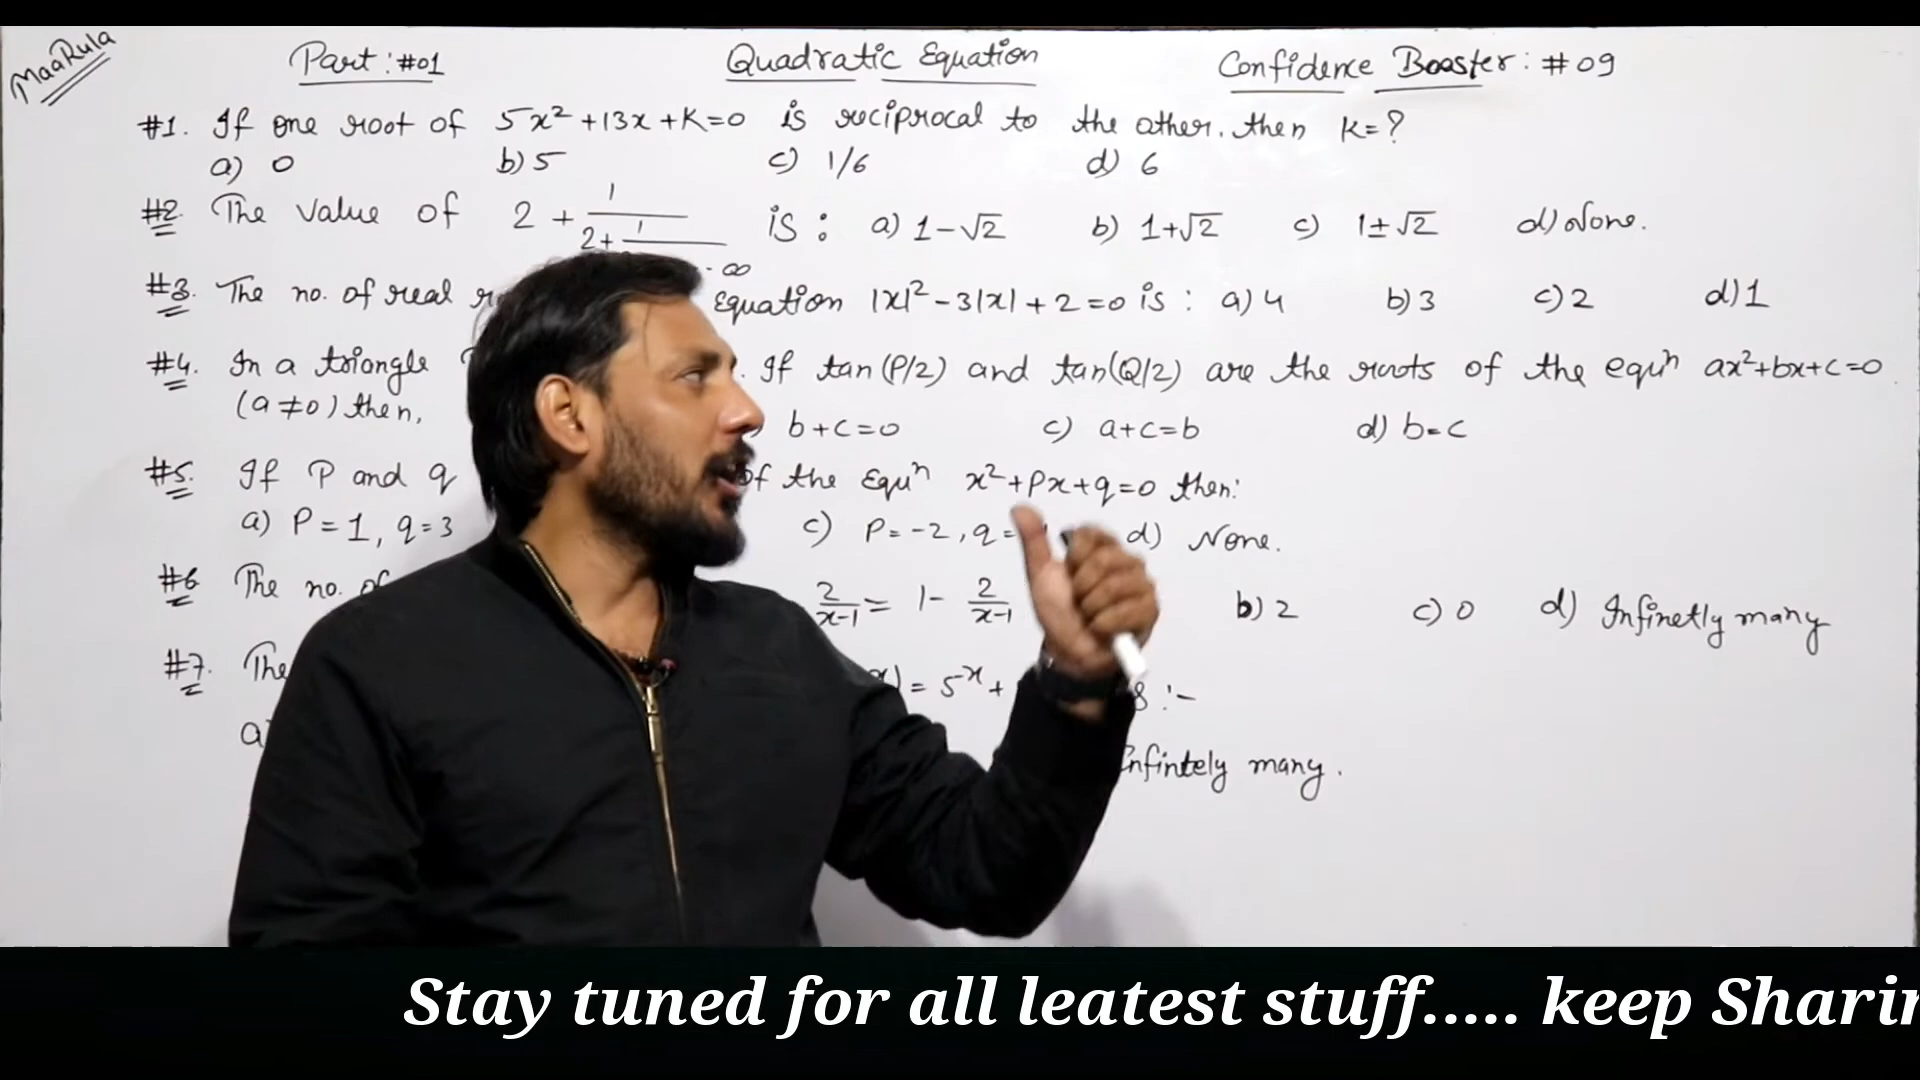 MaaRula
Part:#01 Quadratic Equation Confidence Booster: #09
#1. If one root of 5x²+13x+K=0 is reciprocal to the other. then K=?
a) 0 b) 5 c) 1/6 d) 6
#2 The value of 2 + 1/(2+ 1/ ..∞ is : a) 1-√2 b) 1+√2 c) 1±√2 d) None.
#3. The no. of real equation |x|²-3|x|+2=0 is : a) 4 b) 3 c) 2 d) 1
#4. In a triangle . If tan(P/2) and tan(Q/2) are the roots of the equⁿ ax²+bx+c=0
(a≠0) then, b+c=0 c) a+c=b d) b=c
#5. If P and q of the Equⁿ x²+px+q=0 then:
a) P=1, q=3 c) P=-2, q= d) None.
#6 The no. of 2/(x-1) = 1- 2/(x-1) b) 2 c) 0 d) Infinetly many
#7. The = 5ˣ+ 8 :-
a) many.
Stay tuned for all leatest stuff..... keep